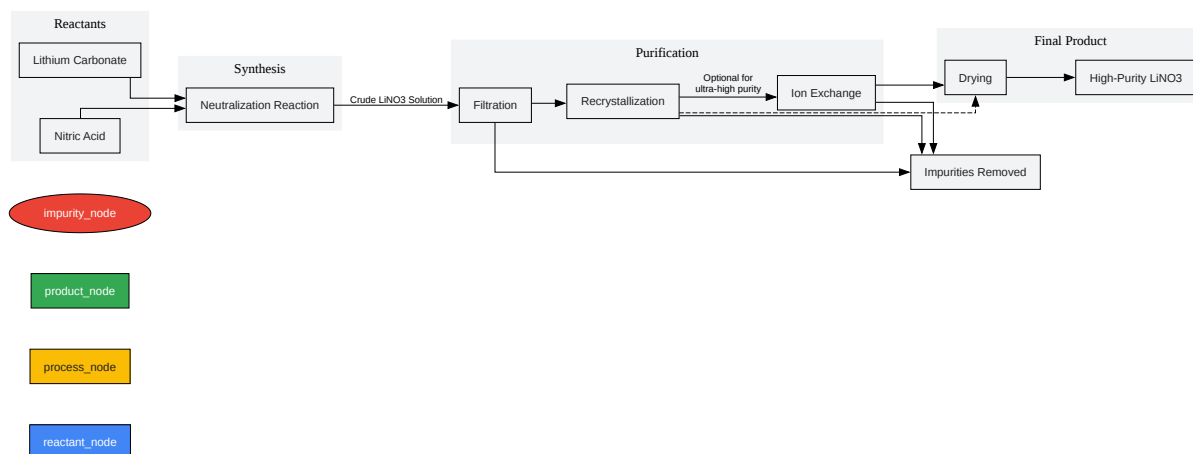 Reactants
Lithium Carbonate
Nitric Acid
Synthesis
Neutralization Reaction
Crude LiNO3 Solution
Purification
Filtration
Recrystallization
Optional for
ultra-high purity
Ion Exchange
Final Product
Drying
High-Purity LiNO3
Impurities Removed
impurity_node
product_node
process_node
reactant_node